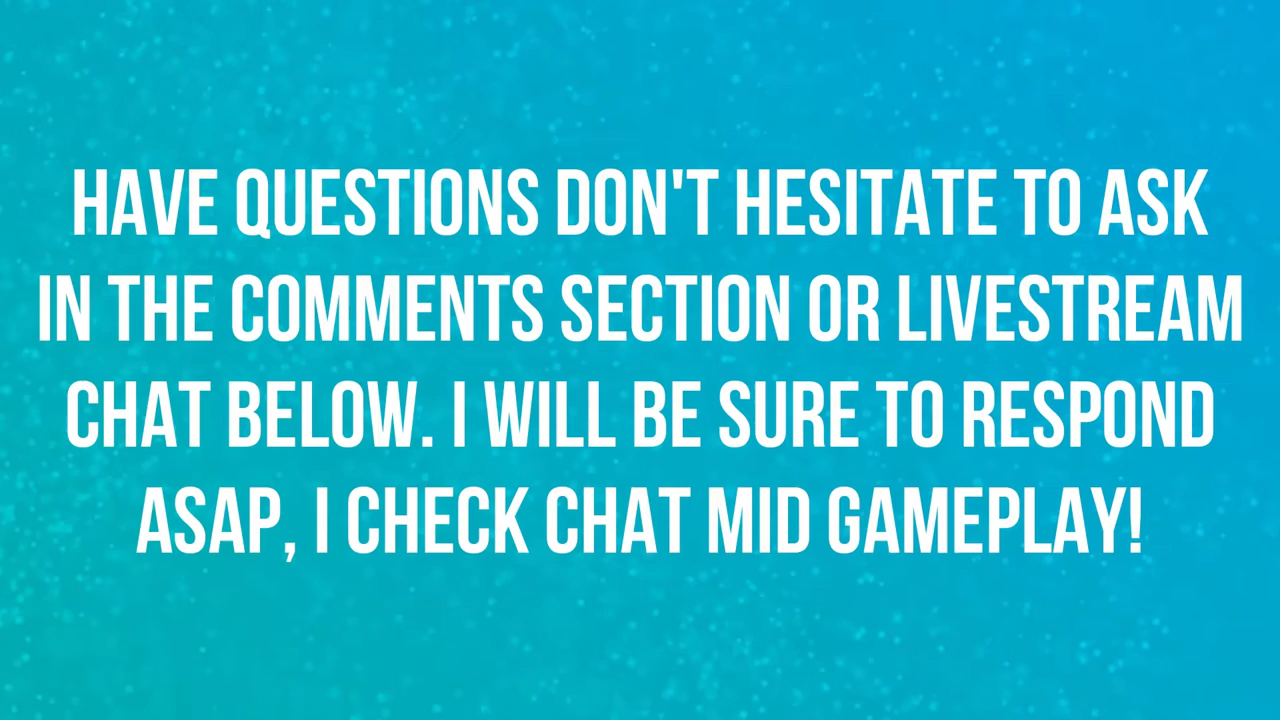 HAVE QUESTIONS DON'T HESITATE TO ASK
IN THE COMMENTS SECTION OR LIVESTREAM
CHAT BELOW. I WILL BE SURE TO RESPOND
ASAP, I CHECK CHAT MID GAMEPLAY!